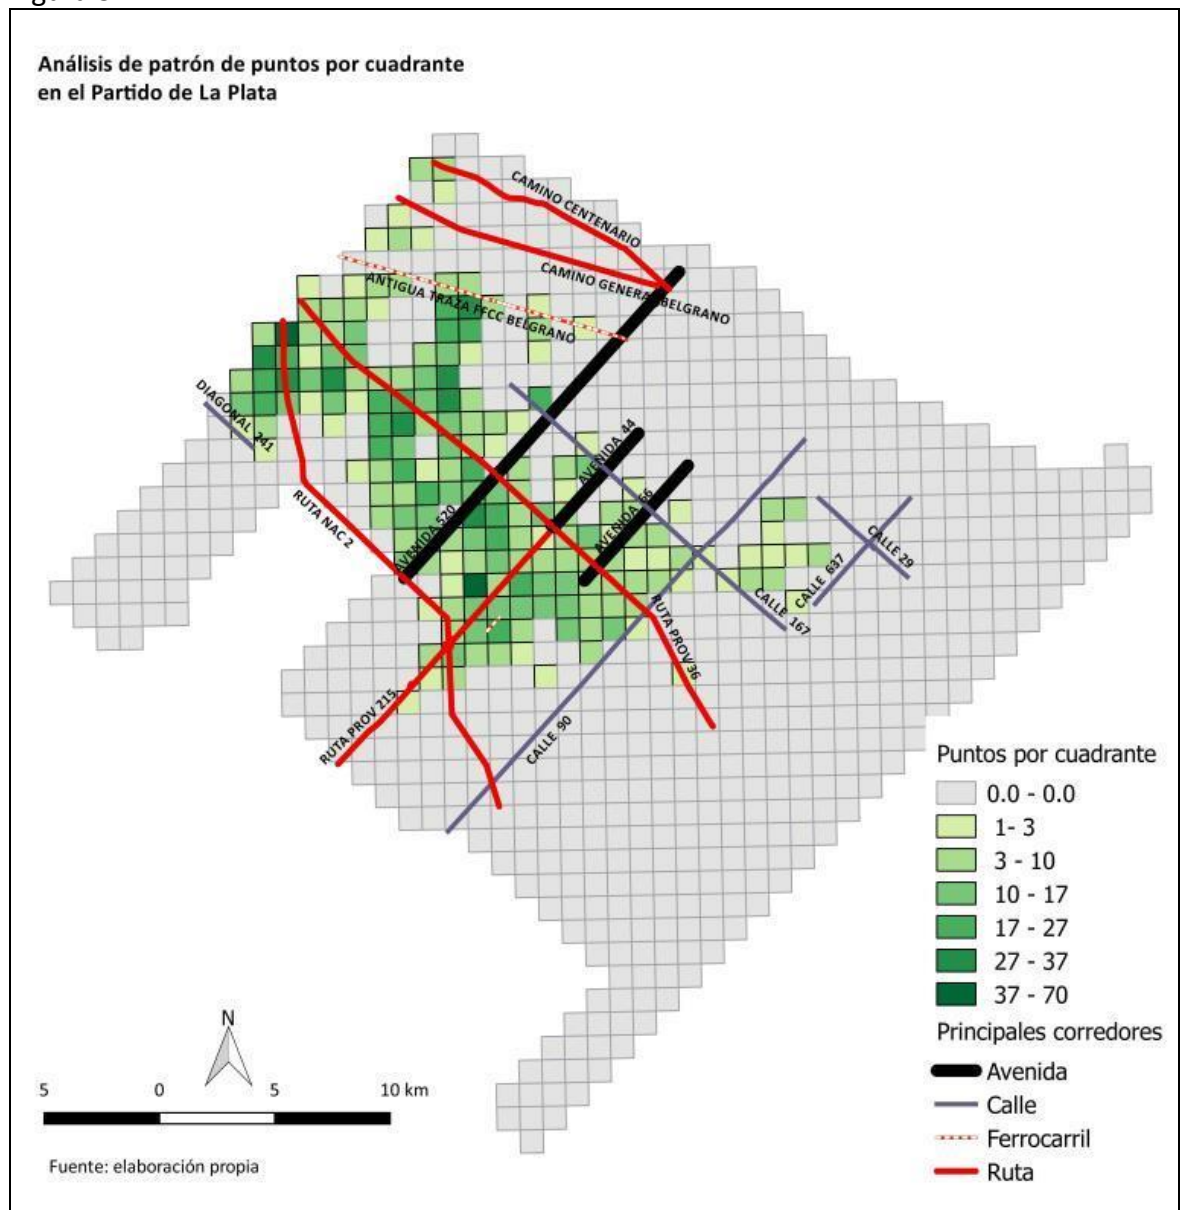 Análisis de patrón de puntos por cuadrante
en el Partido de La Plata
CAMINO CENTENARIO
CAMINO GENERAL BELGRANO
ANTIGUA TRAZA FFCC BELGRANO
DIAGONAL 241
RUTA NAC 2
AVENIDA 520
AVENIDA 44
AVENIDA 66
CALLE 29
CALLE 637
CALLE 167
RUTA PROV 36
RUTA PROV 215
CALLE 90
Puntos por cuadrante
0.0 - 0.0
1- 3
3 - 10
10 - 17
17 - 27
27 - 37
37 - 70
Principales corredores
Avenida
Calle
Ferrocarril
Ruta
N
5 0 5 10 km
Fuente: elaboración propia